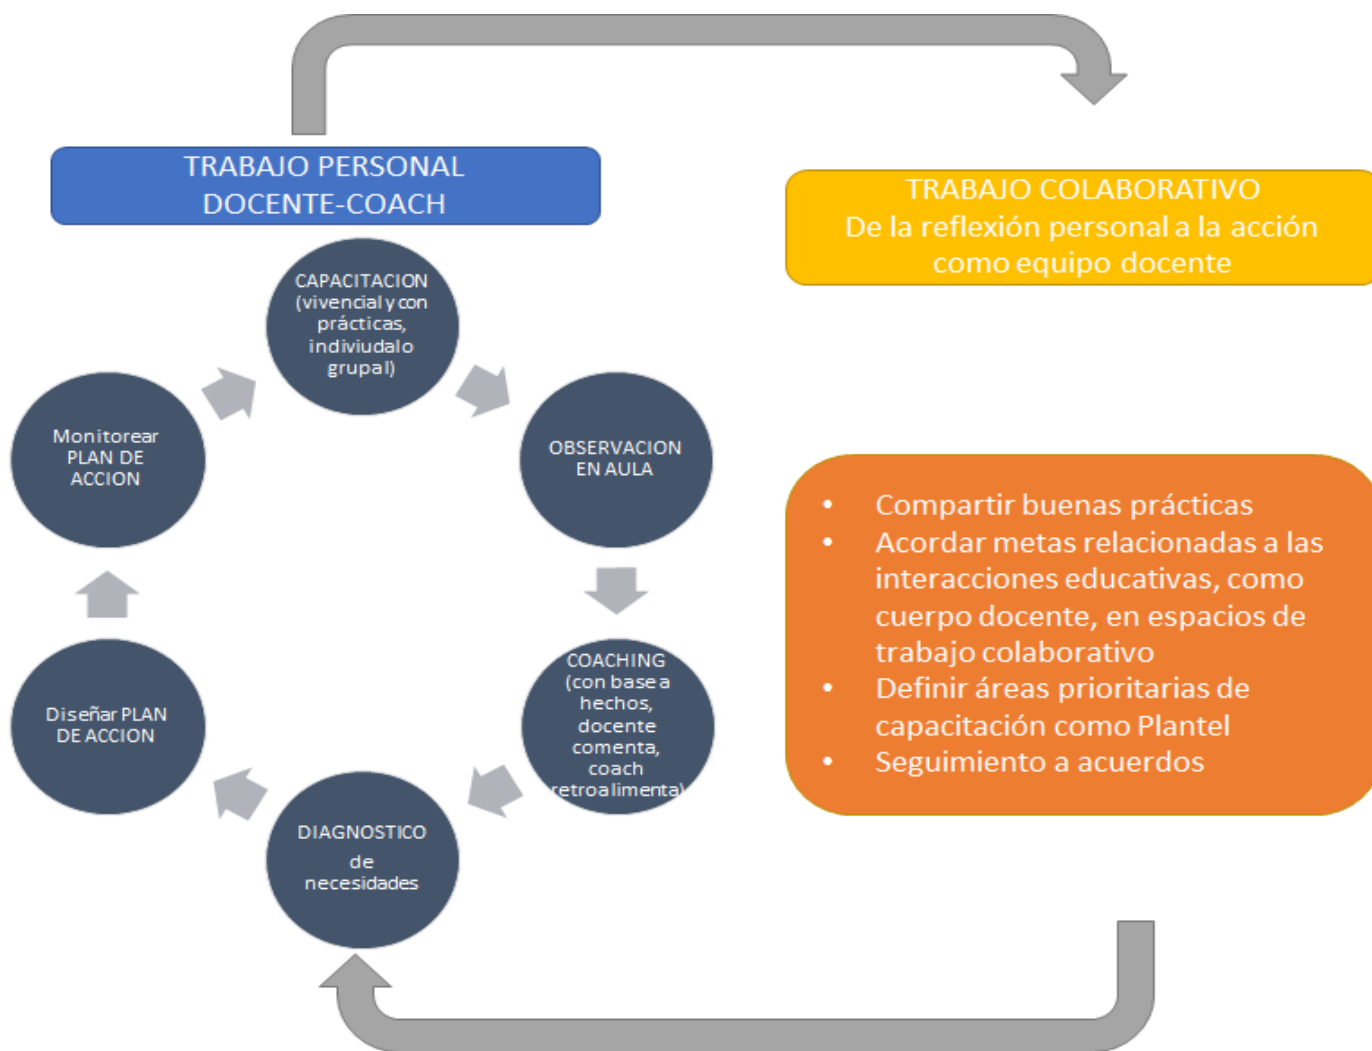 TRABAJO PERSONAL
DOCENTE-COACH
TRABAJO COLABORATIVO
De la reflexión personal a la acción
como equipo docente
CAPACITACION
(vivencial y con
prácticas,
indiviudalo
grupal)
OBSERVACION
EN AULA
COACHING
(con base a
hechos,
docente
comenta,
coach
retroalimenta)
DIAGNOSTICO
de
necesidades
Diseñar PLAN
DE ACCION
Monitorear
PLAN DE
ACCION
• Compartir buenas prácticas
• Acordar metas relacionadas a las
interacciones educativas, como
cuerpo docente, en espacios de
trabajo colaborativo
• Definir áreas prioritarias de
capacitación como Plantel
• Seguimiento a acuerdos